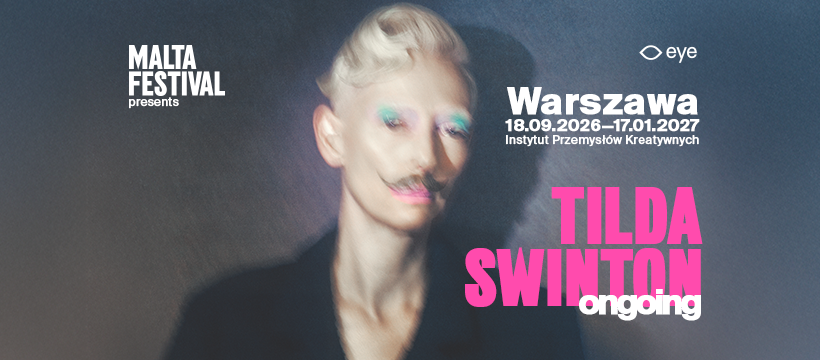 MALTA
FESTIVAL
presents
eye
Warszawa
18.09.2026—17.01.2027
Instytut Przemysłów Kreatywnych
TILDA
SWINTON
ongoing